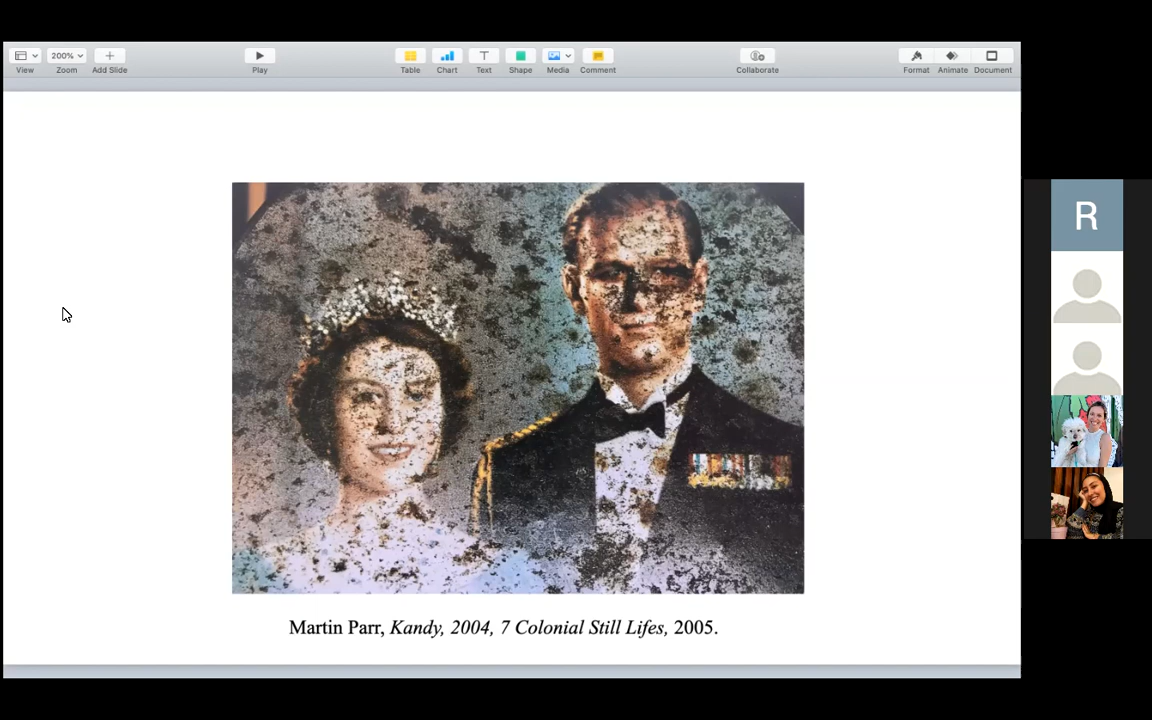 200%
View
Zoom
Add Slide
Play
Table
Chart
Text
Shape
Media
Comment
Collaborate
Format
Animate
Document
R
Martin Parr, Kandy, 2004, 7 Colonial Still Lifes, 2005.